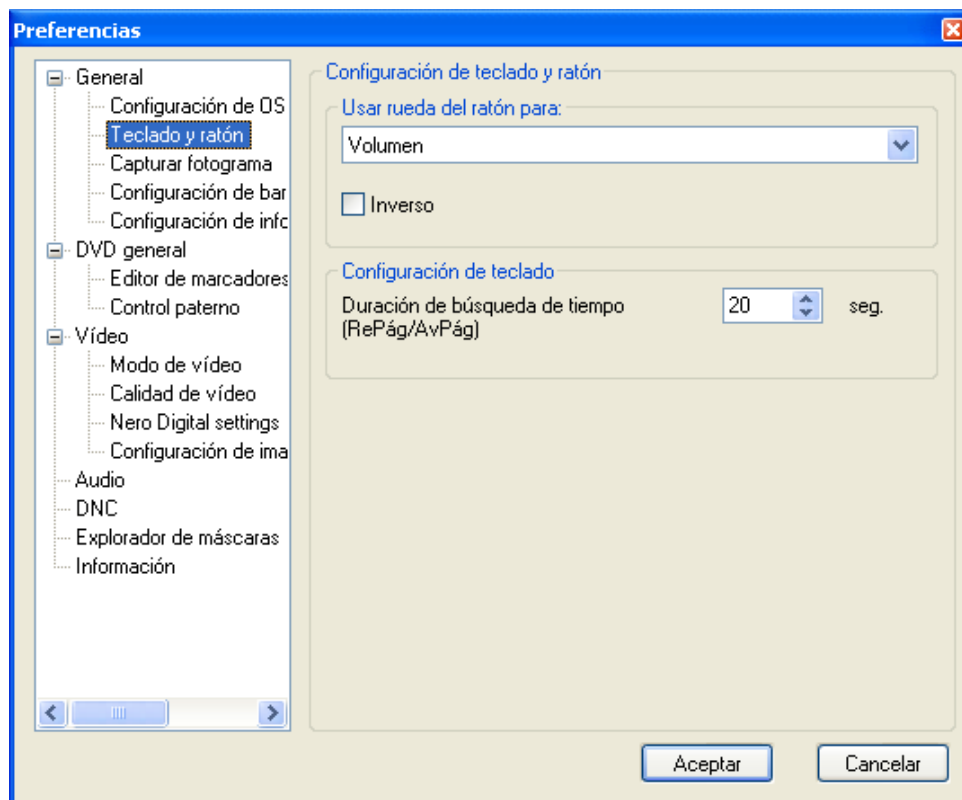 Preferencias
General
Configuración de OS
Teclado y ratón
Capturar fotograma
Configuración de bar
Configuración de infc
DVD general
Editor de marcadores
Control paterno
Vídeo
Modo de vídeo
Calidad de vídeo
Nero Digital settings
Configuración de ima
Audio
DNC
Explorador de máscaras
Información
Configuración de teclado y ratón
Usar rueda del ratón para:
Volumen
Inverso
Configuración de teclado
Duración de búsqueda de tiempo
(RePág/AvPág)
20
seg.
Aceptar
Cancelar